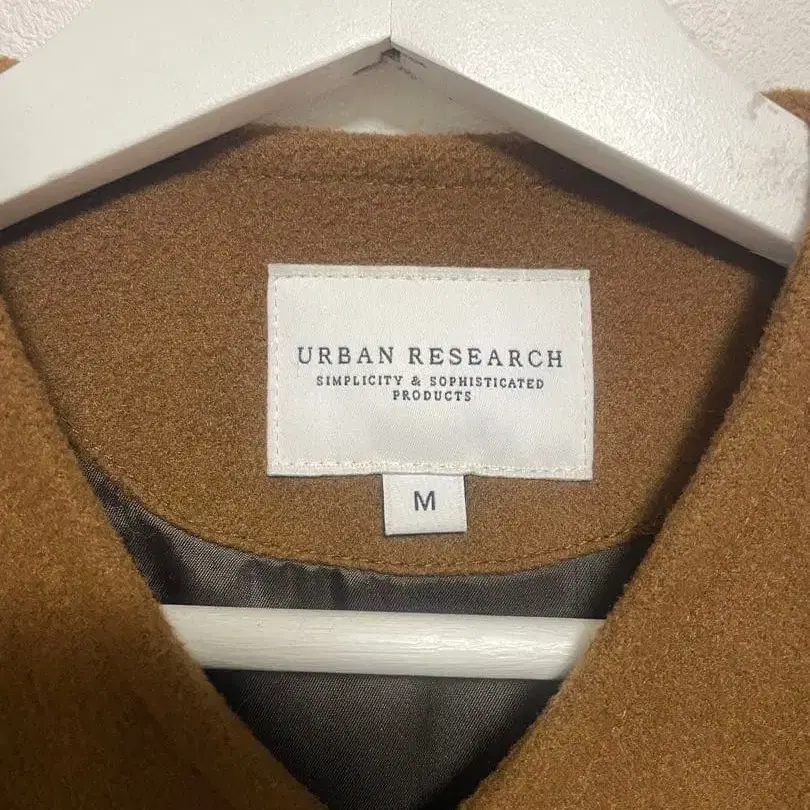 URBAN RESEARCH
SIMPLICITY & SOPHISTICATED
PRODUCTS
M